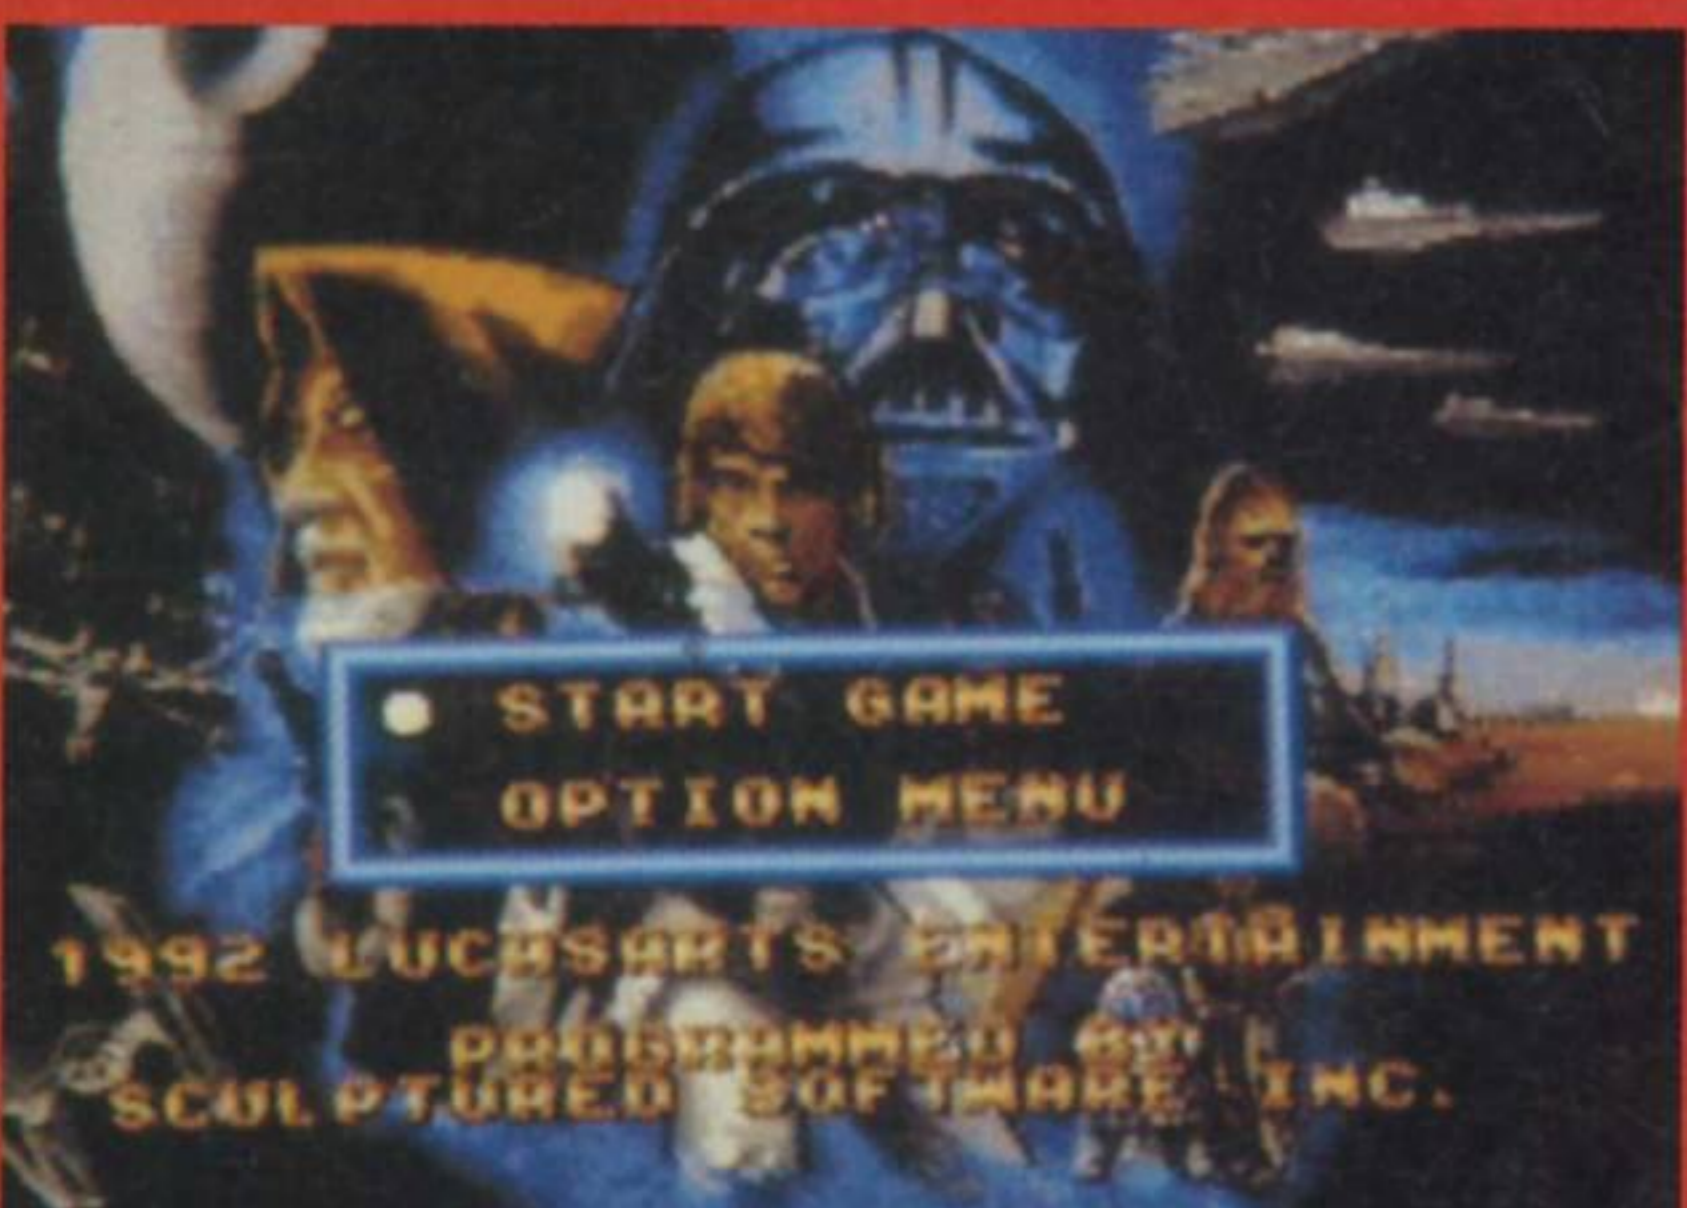 START GAME
OPTION MENU
1992 LUCASARTS ENTERTAINMENT
PROGRAMMED BY
SCULPTURED SOFTWARE INC.